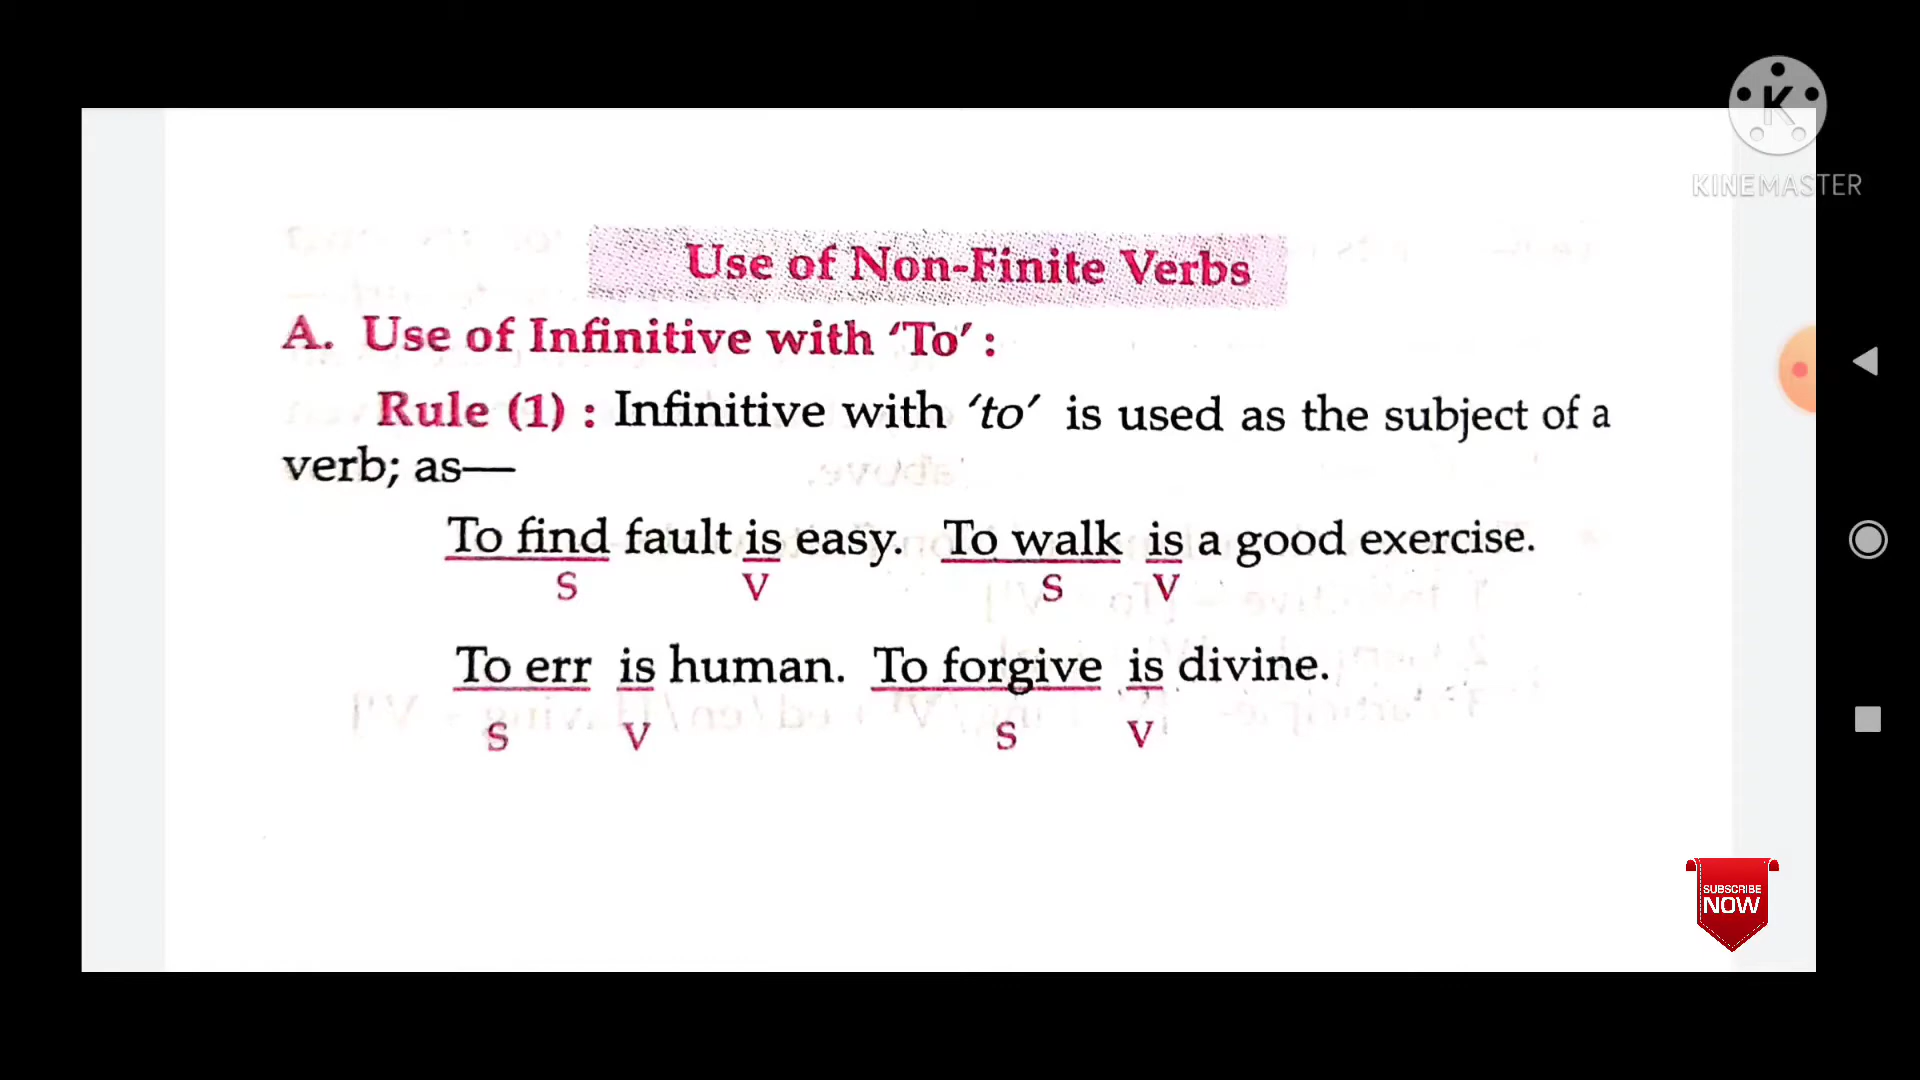 KINEMASTER
Use of Non-Finite Verbs
A. Use of Infinitive with ‘To’ :
Rule (1) : Infinitive with ‘to’ is used as the subject of a
verb; as—
To find fault is easy. To walk is a good exercise.
S V S V
To err is human. To forgive is divine.
S V S V
SUBSCRIBE
NOW